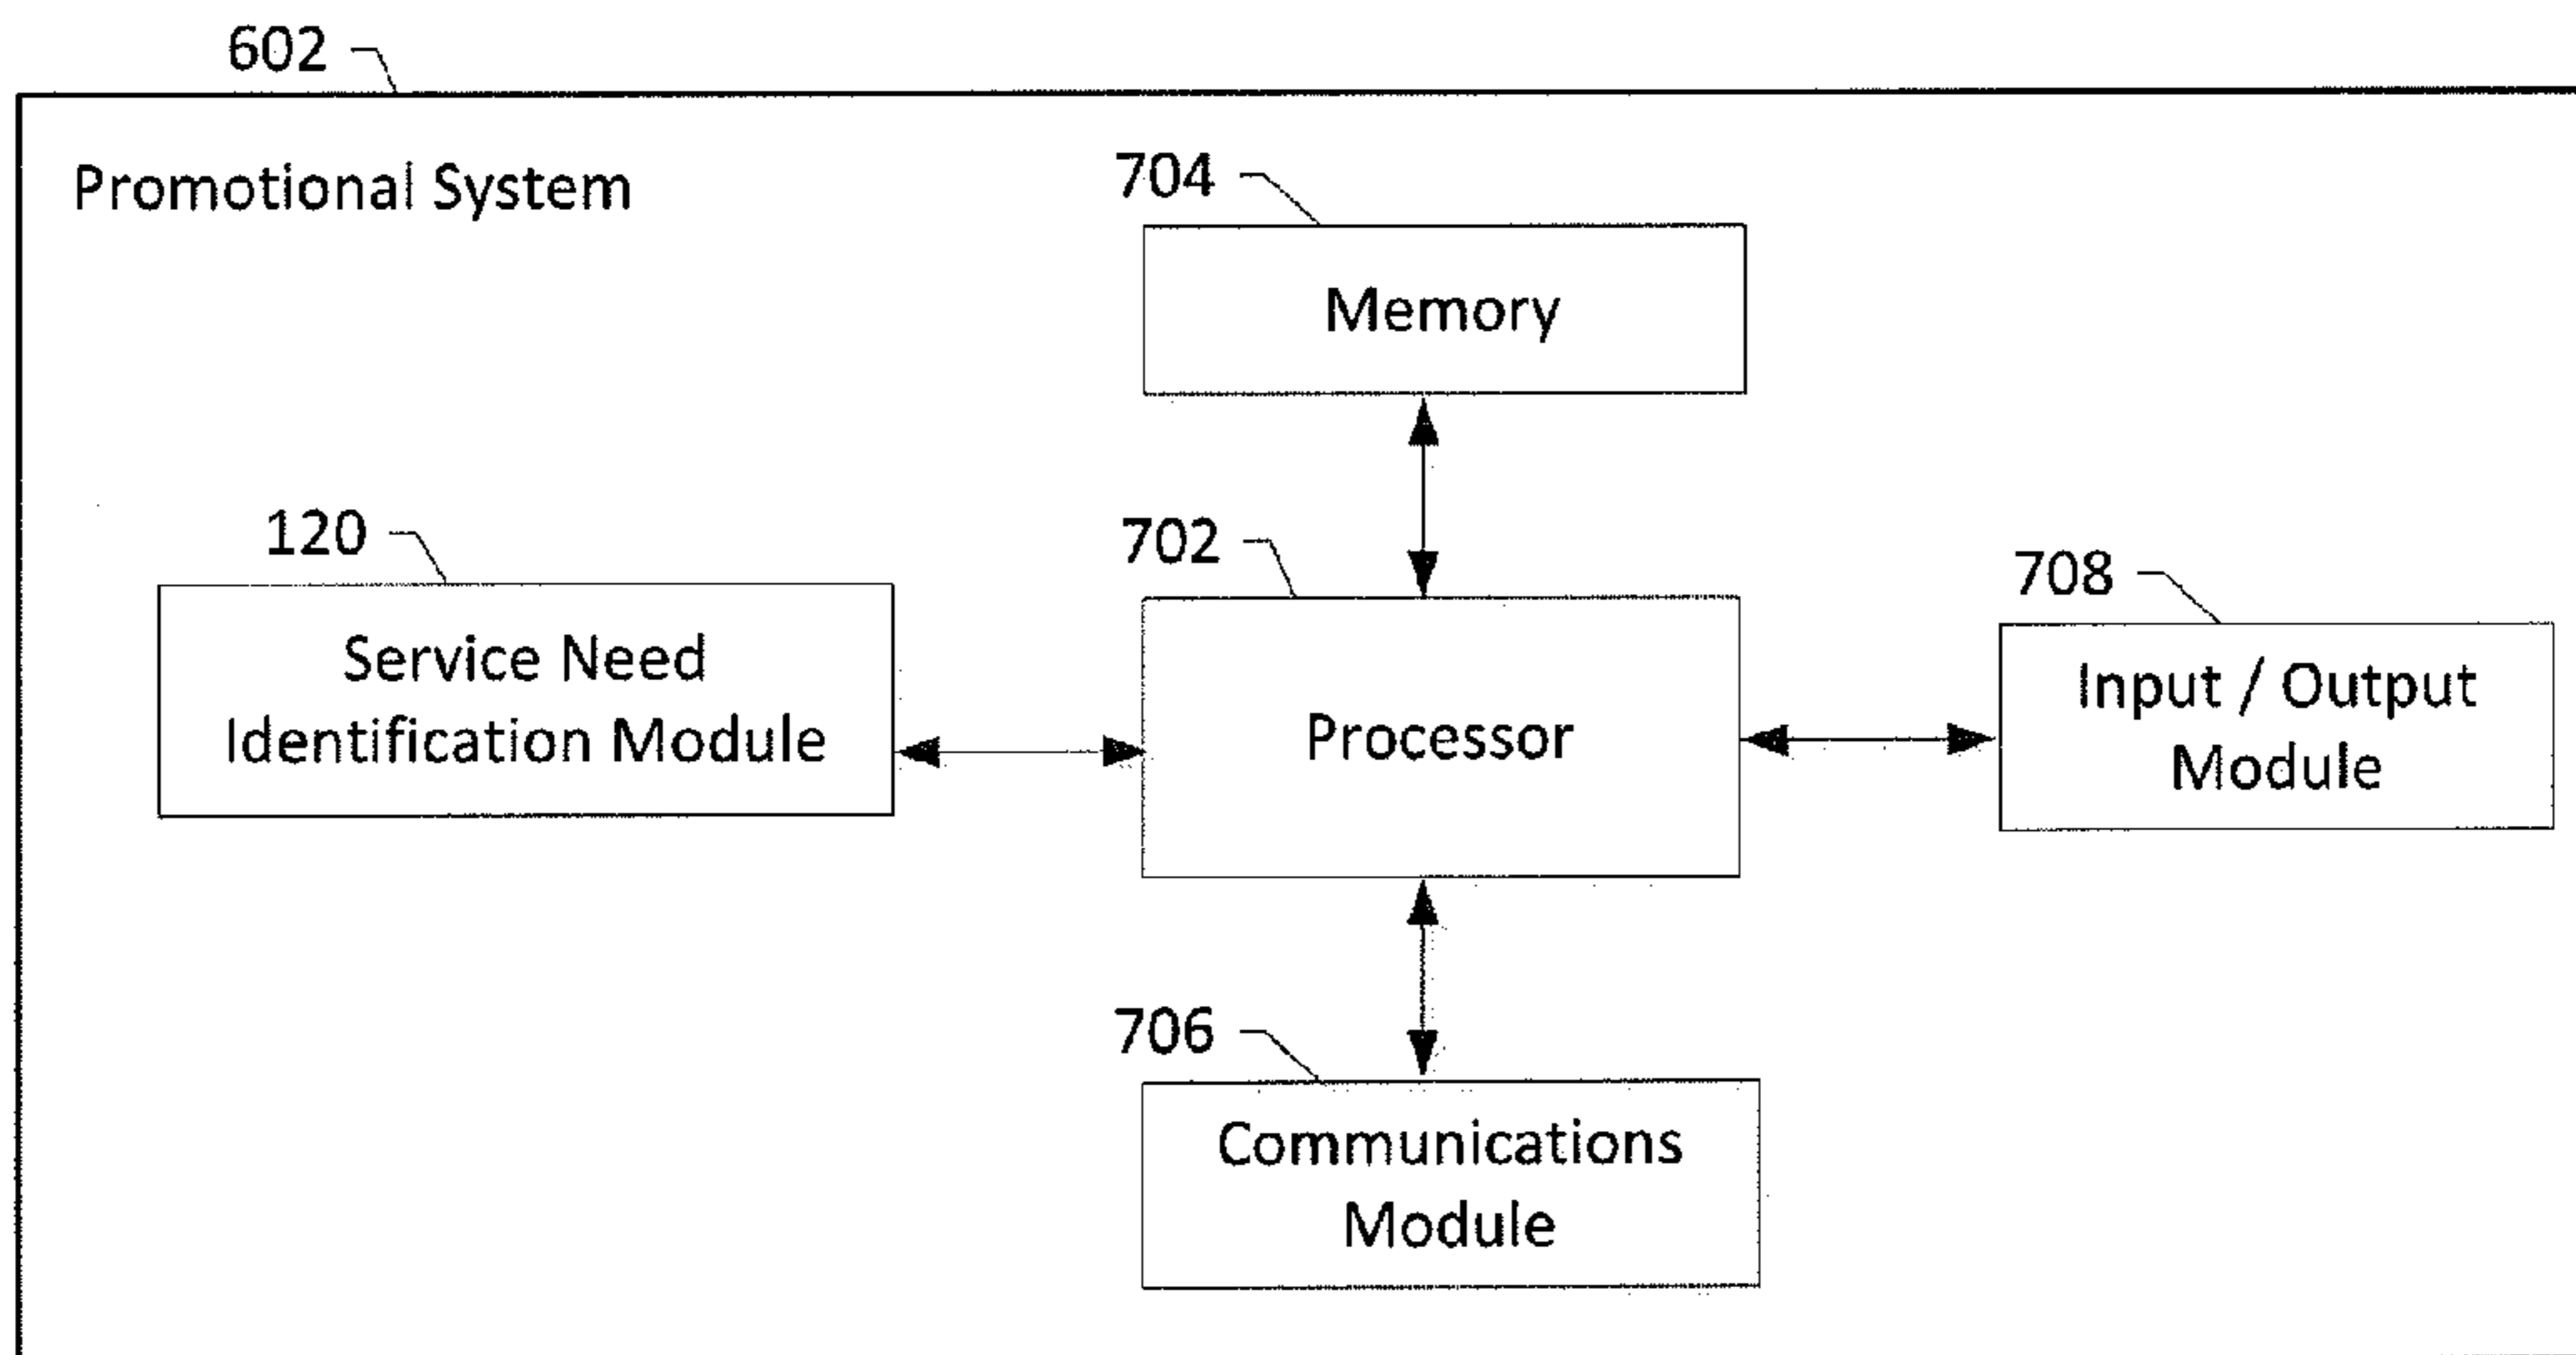 602
Promotional System
704
Memory
120
Service Need
Identification Module
702
Processor
708
Input / Output
Module
706
Communications
Module